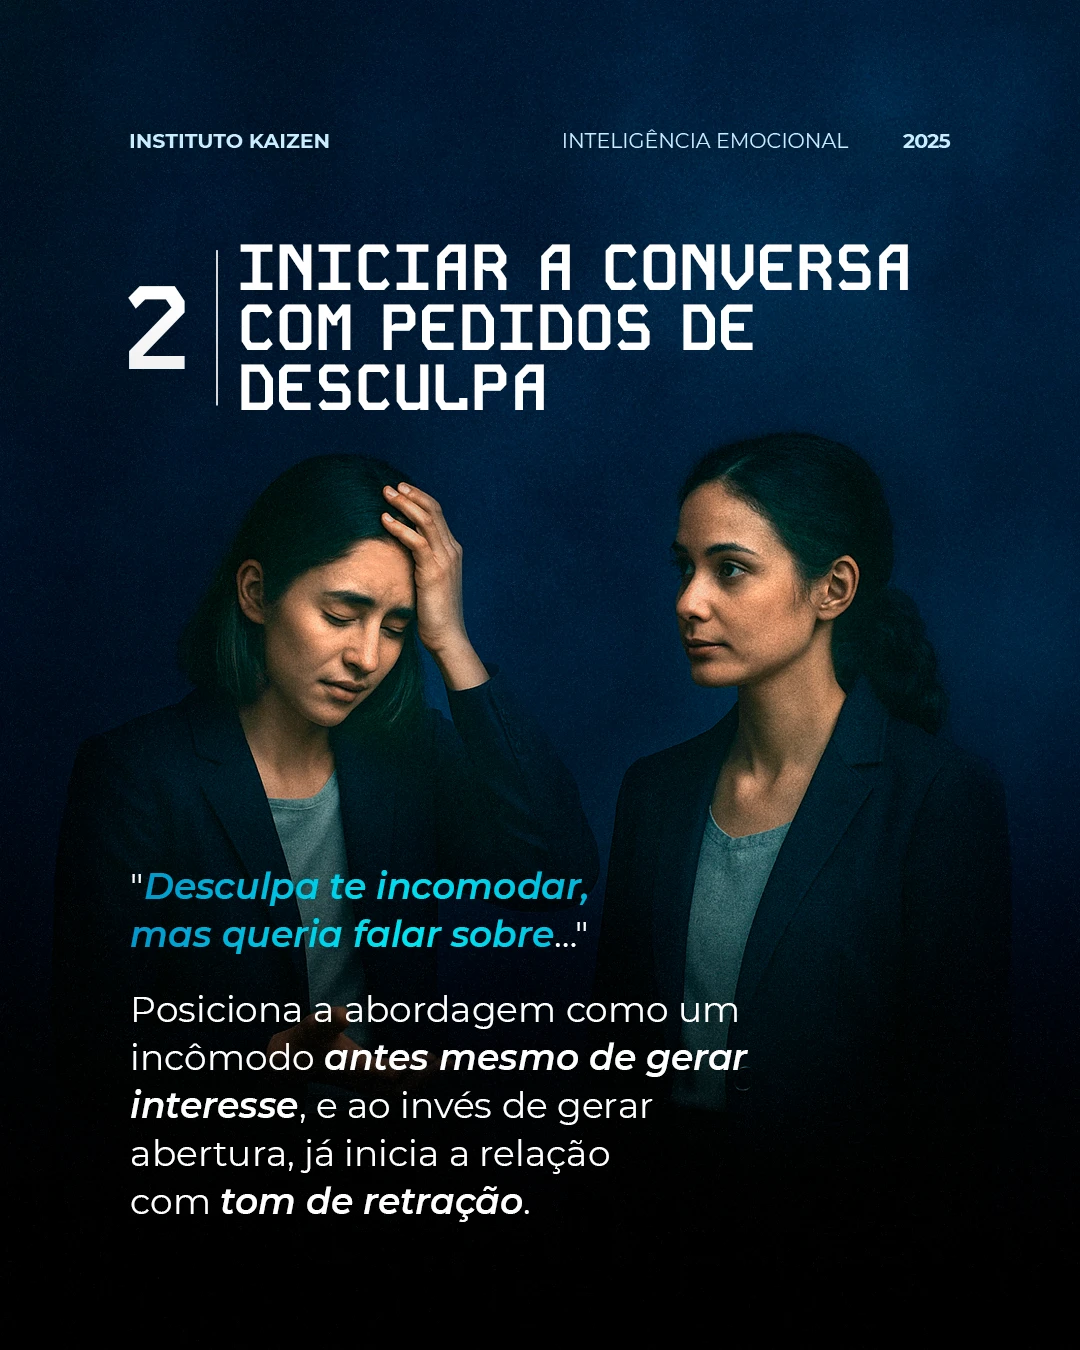 INSTITUTO KAIZEN
INTELIGÊNCIA EMOCIONAL
2025
2
INICIAR A CONVERSA
COM PEDIDOS DE
DESCULPA
"Desculpa te incomodar,
mas queria falar sobre..."
Posiciona a abordagem como um
incômodo antes mesmo de gerar
interesse, e ao invés de gerar
abertura, já inicia a relação
com tom de retração.